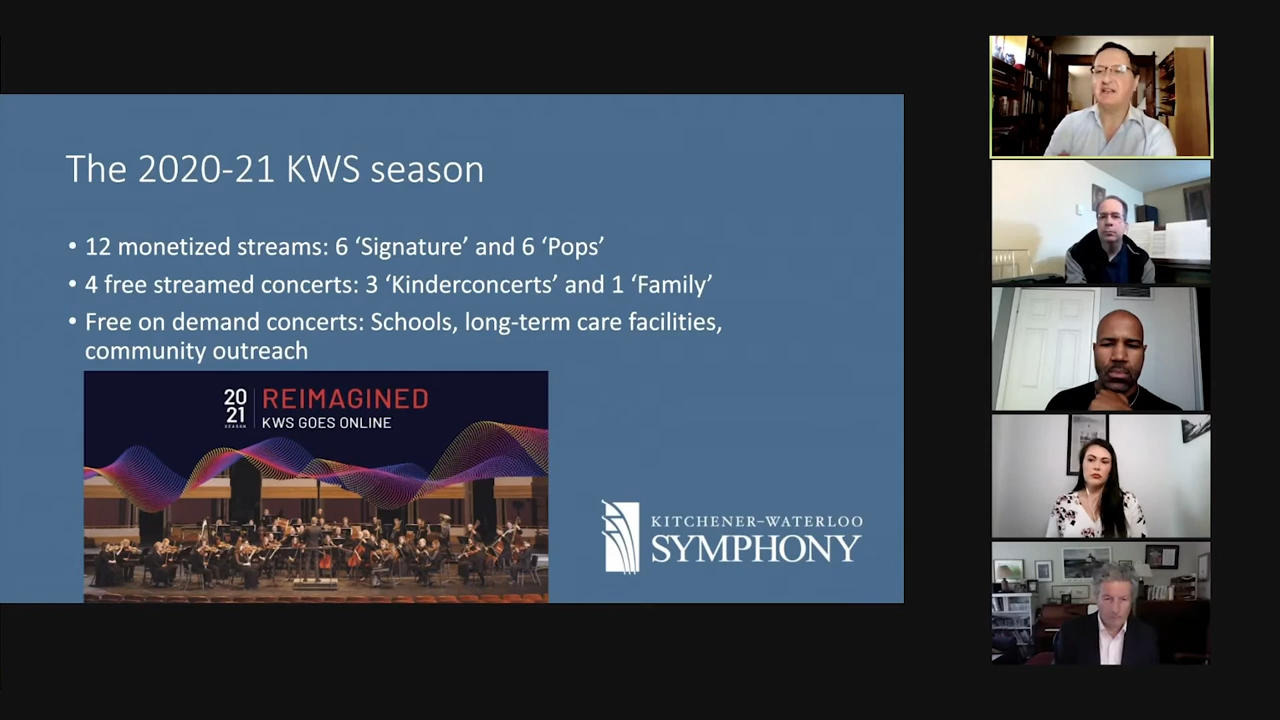 The 2020-21 KWS season
• 12 monetized streams: 6 ‘Signature’ and 6 ‘Pops’
• 4 free streamed concerts: 3 ‘Kinderconcerts’ and 1 ‘Family’
• Free on demand concerts: Schools, long-term care facilities,
community outreach
20
21
SEASON
REIMAGINED
KWS GOES ONLINE
KITCHENER-WATERLOO
SYMPHONY